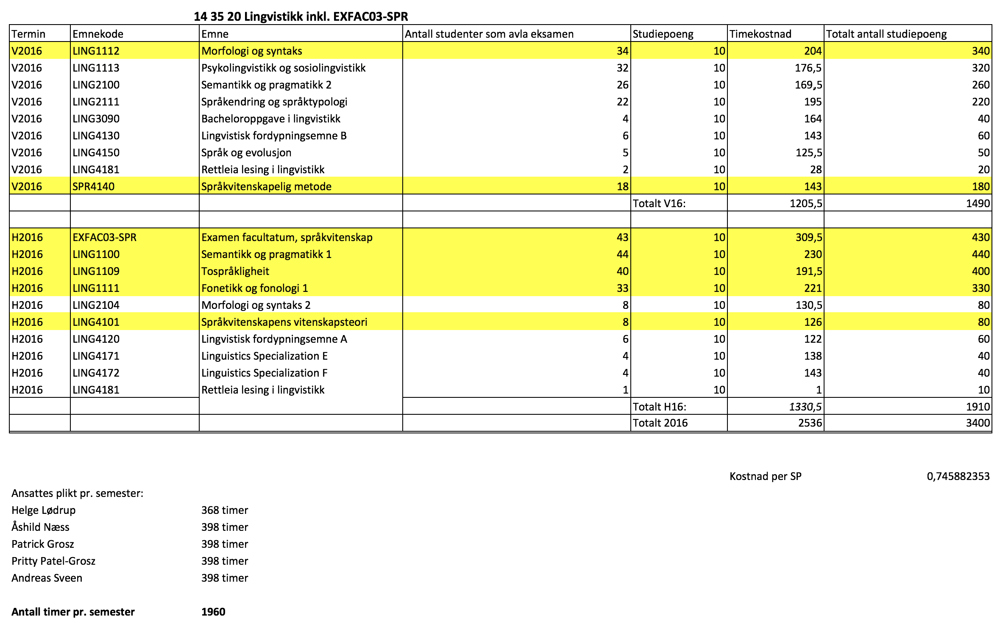 14 35 20 Lingvistikk inkl. EXFAC03-SPR
Termin Emnekode Emne Antall studenter som avla eksamen Studiepoeng Timekostnad Totalt antall studiepoeng
V2016 LING1112 Morfologi og syntaks 34 10 204 340
V2016 LING1113 Psykolingvistikk og sosiolingvistikk 32 10 176,5 320
V2016 LING2100 Semantikk og pragmatikk 2 26 10 169,5 260
V2016 LING2111 Språkendring og språktypologi 22 10 195 220
V2016 LING3090 Bacheloroppgave i lingvistikk 4 10 164 40
V2016 LING4130 Lingvistisk fordypningsemne B 6 10 143 60
V2016 LING4150 Språk og evolusjon 5 10 125,5 50
V2016 LING4181 Rettleia lesing i lingvistikk 2 10 28 20
V2016 SPR4140 Språkvitenskapelig metode 18 10 143 180
Totalt V16: 1205,5 1490
H2016 EXFAC03-SPR Examen facultatum, språkvitenskap 43 10 309,5 430
H2016 LING1100 Semantikk og pragmatikk 1 44 10 230 440
H2016 LING1109 Tospråkligheit 40 10 191,5 400
H2016 LING1111 Fonetikk og fonologi 1 33 10 221 330
H2016 LING2104 Morfologi og syntaks 2 8 10 130,5 80
H2016 LING4101 Språkvitenskapens vitenskapsteori 8 10 126 80
H2016 LING4120 Lingvistisk fordypningsemne A 6 10 122 60
H2016 LING4171 Linguistics Specialization E 4 10 138 40
H2016 LING4172 Linguistics Specialization F 4 10 143 40
H2016 LING4181 Rettleia lesing i lingvistikk 1 10 1 10
Totalt H16: 1330,5 1910
Totalt 2016 2536 3400
Kostnad per SP 0,745882353
Ansattes plikt pr. semester:
Helge Lødrup 368 timer
Åshild Næss 398 timer
Patrick Grosz 398 timer
Pritty Patel-Grosz 398 timer
Andreas Sveen 398 timer
Antall timer pr. semester 1960